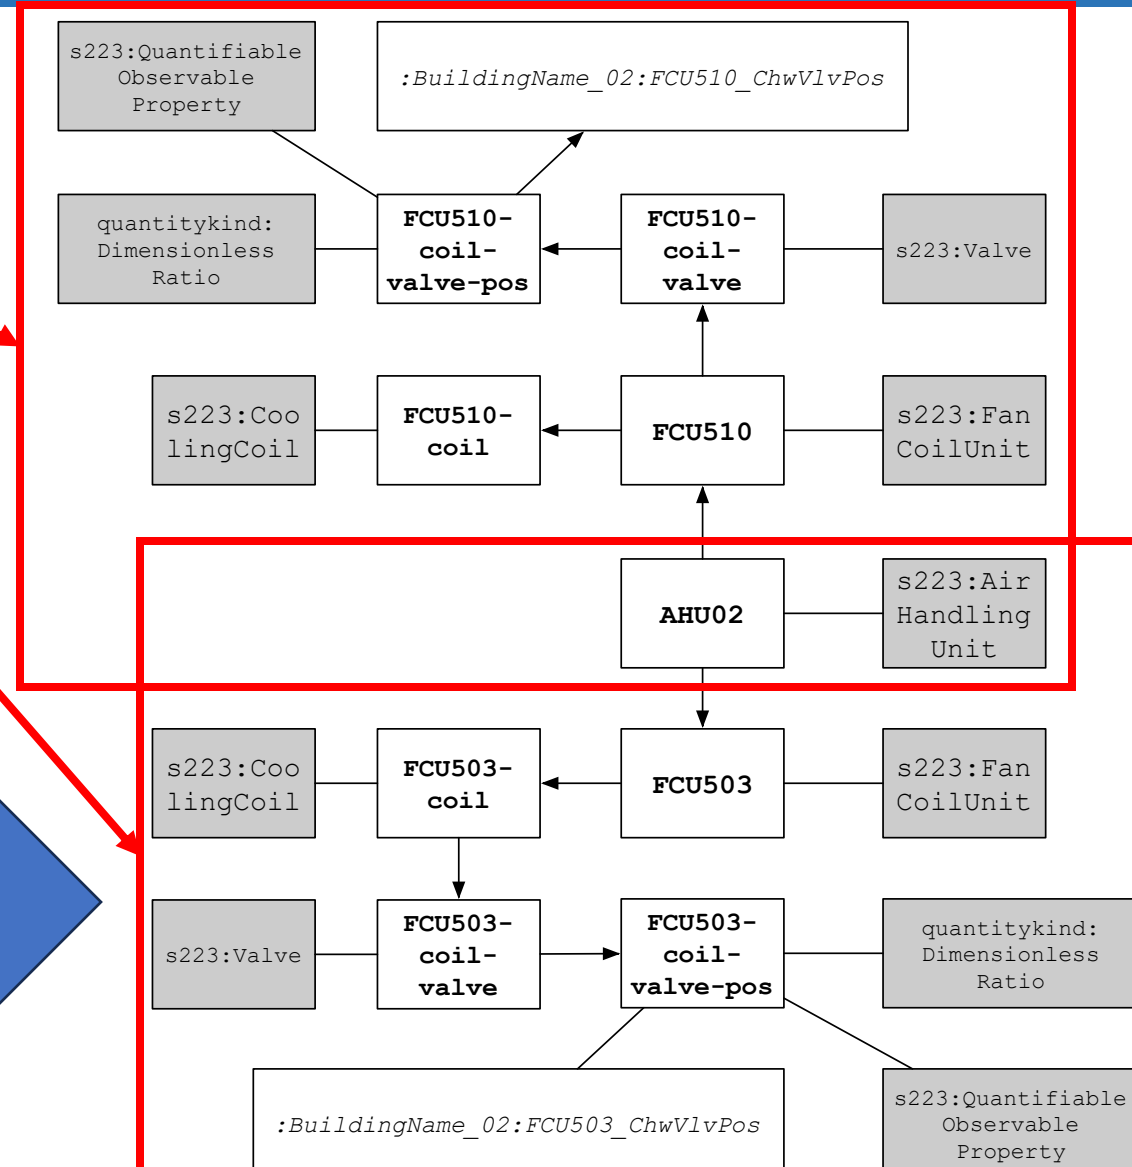 s223:Quantifiable
Observable
Property
:BuildingName_02:FCU510_ChwVlvPos
quantitykind:
Dimensionless
Ratio
FCU510-
coil-
valve-pos
FCU510-
coil-
valve
s223:Valve
s223:Coo
lingCoil
FCU510-
coil
FCU510
s223:Fan
CoilUnit
AHU02
s223:Air
Handling
Unit
s223:Coo
lingCoil
FCU503-
coil
FCU503
s223:Fan
CoilUnit
s223:Valve
FCU503-
coil-
valve
FCU503-
coil-
valve-pos
quantitykind:
Dimensionless
Ratio
:BuildingName_02:FCU503_ChwVlvPos
s223:Quantifiable
Observable
Property